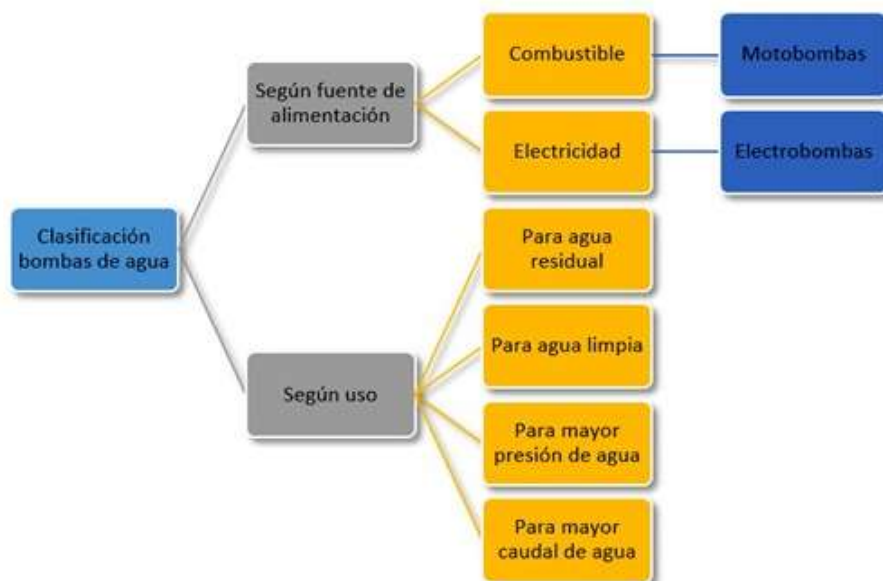 Clasificación
bombas de agua
Según fuente de
alimentación
Combustible
Motobombas
Electricidad
Electrobombas
Según uso
Para agua
residual
Para agua limpia
Para mayor
presión de agua
Para mayor
caudal de agua